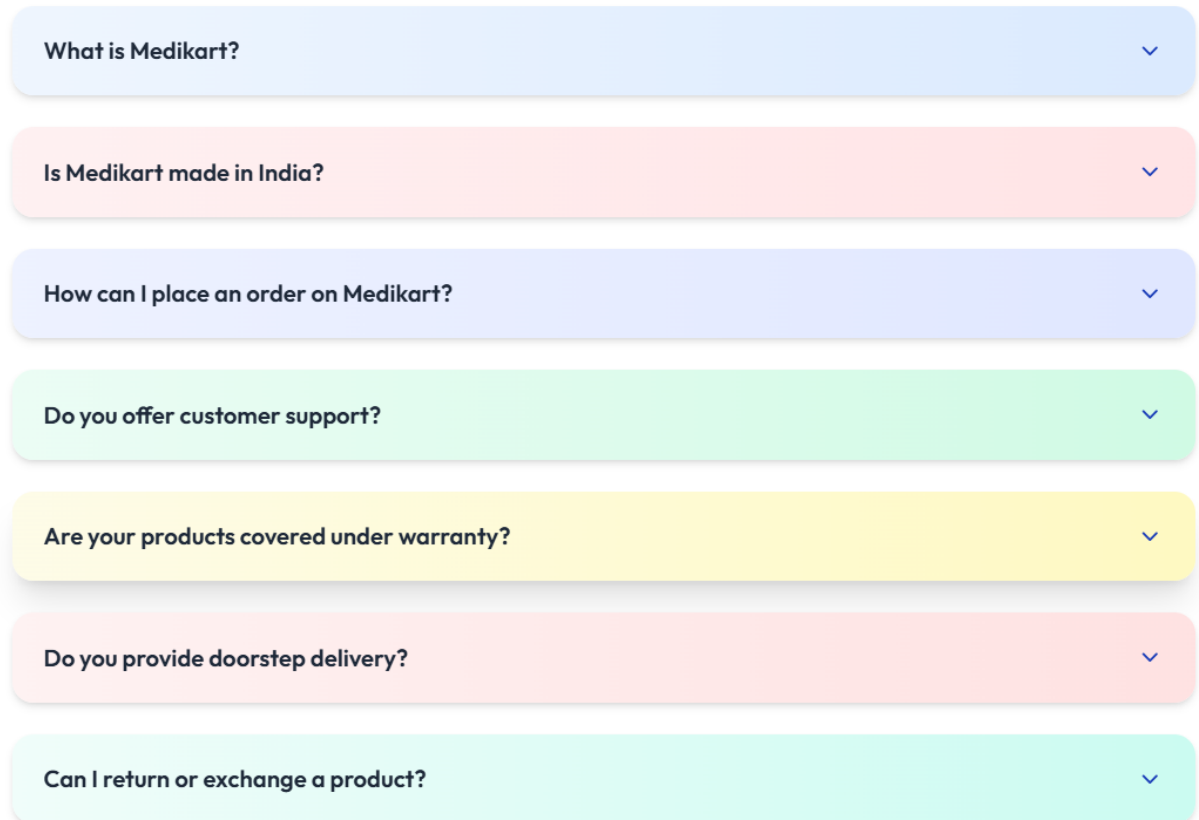 What is Medikart?
Is Medikart made in India?
How can I place an order on Medikart?
Do you offer customer support?
Are your products covered under warranty?
Do you provide doorstep delivery?
Can I return or exchange a product?